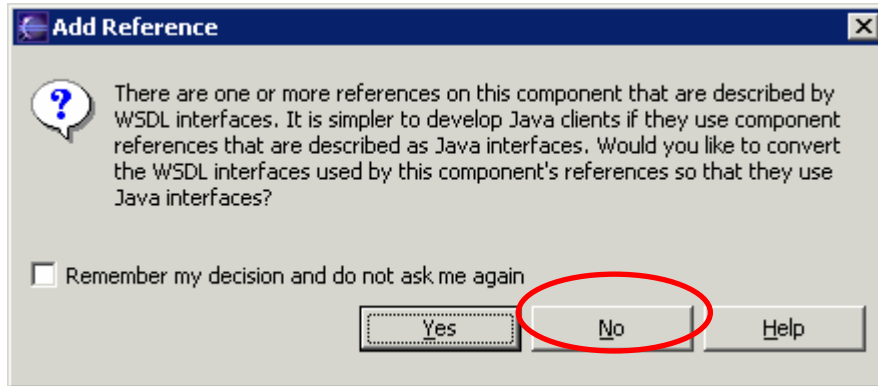 Add Reference
There are one or more references on this component that are described by
WSDL interfaces. It is simpler to develop Java clients if they use component
references that are described as Java interfaces. Would you like to convert
the WSDL interfaces used by this component's references so that they use
Java interfaces?
Remember my decision and do not ask me again
Yes No Help